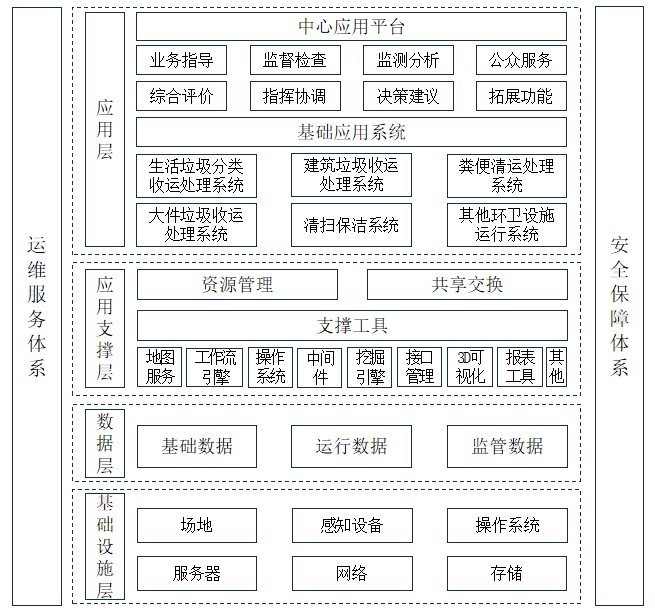 运维服务体系
应用层
中心应用平台
业务指导
监督检查
监测分析
公众服务
综合评价
指挥协调
决策建议
拓展功能
基础应用系统
生活垃圾分类
收运处理系统
建筑垃圾收运
处理系统
粪便清运处理
系统
大件垃圾收运
处理系统
清扫保洁系统
其他环卫设施
运行系统
应用支撑层
资源管理
共享交换
支撑工具
地图
服务
工作流
引擎
操作
系统
中间
件
挖掘
引擎
接口
管理
3D可
视化
报表
工具
其
他
数据层
基础数据
运行数据
监管数据
基础设施层
场地
感知设备
操作系统
服务器
网络
存储
安全保障体系